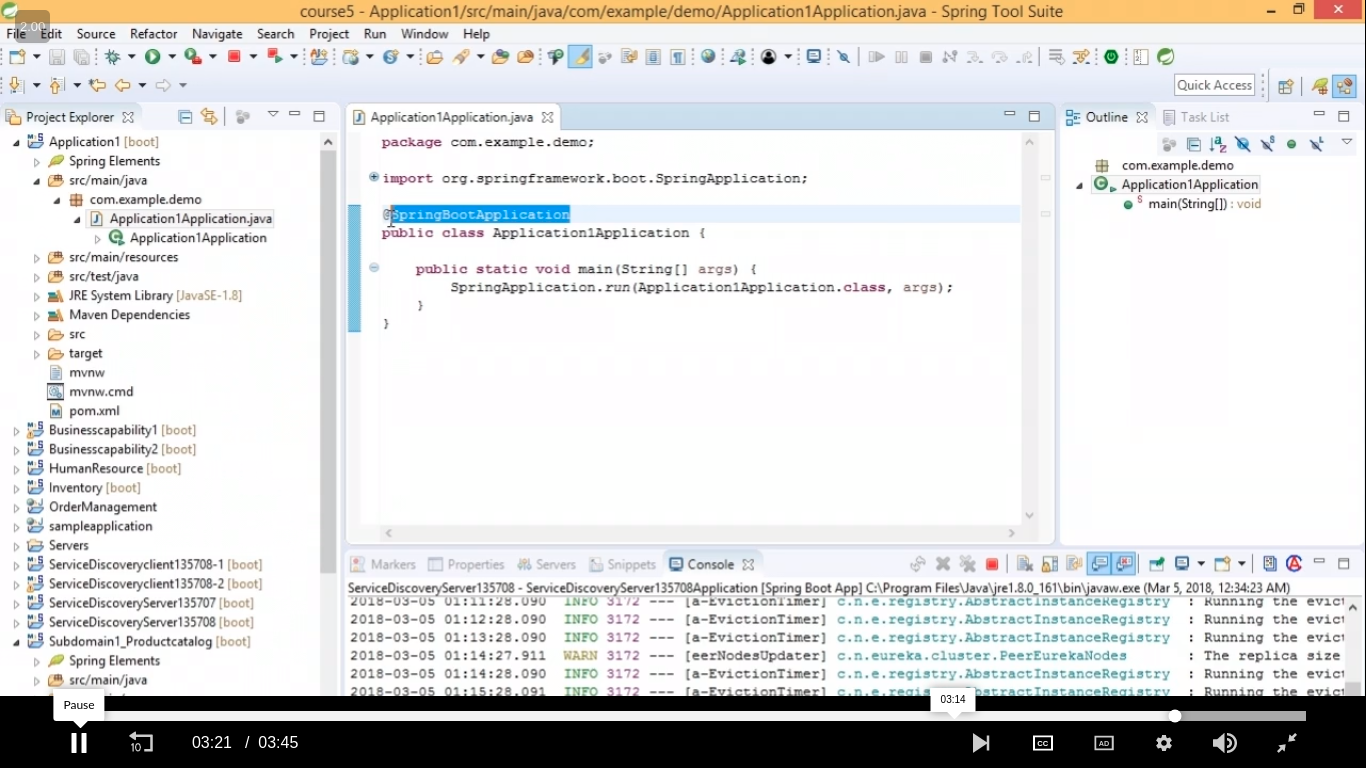 course5 - Application1/src/main/java/com/example/demo/Application1Application.java - Spring Tool Suite
2.00
File Edit Source Refactor Navigate Search Project Run Window Help
Quick Access
Project Explorer
Application1 [boot]
Spring Elements
src/main/java
com.example.demo
Application1Application.java
Application1Application
src/main/resources
src/test/java
JRE System Library [JavaSE-1.8]
Maven Dependencies
src
target
mvnw
mvnw.cmd
pom.xml
Businesscapability1 [boot]
Businesscapability2 [boot]
HumanResource [boot]
Inventory [boot]
OrderManagement
sampleapplication
Servers
ServiceDiscoveryclient135708-1 [boot]
ServiceDiscoveryclient135708-2 [boot]
ServiceDiscoveryServer135707 [boot]
ServiceDiscoveryServer135708 [boot]
Subdomain1_Productcatalog [boot]
Spring Elements
src/main/java
Application1Application.java
package com.example.demo;
import org.springframework.boot.SpringApplication;
@SpringBootApplication
public class Application1Application {
public static void main(String[] args) {
SpringApplication.run(Application1Application.class, args);
}
}
Outline Task List
com.example.demo
Application1Application
main(String[]) : void
Markers Properties Servers Snippets Console
ServiceDiscoveryServer135708 - ServiceDiscoveryServer135708Application [Spring Boot App] C:\Program Files\Java\jre1.8.0_161\bin\javaw.exe (Mar 5, 2018, 12:34:23 AM)
2018-03-05 01:11:28.090 INFO 3172 --- [a-EvictionTimer] c.n.e.registry.AbstractInstanceRegistry : Running the evict
2018-03-05 01:12:28.090 INFO 3172 --- [a-EvictionTimer] c.n.e.registry.AbstractInstanceRegistry : Running the evict
2018-03-05 01:13:28.090 INFO 3172 --- [a-EvictionTimer] c.n.e.registry.AbstractInstanceRegistry : Running the evict
2018-03-05 01:14:27.911 WARN 3172 --- [eerNodesUpdater] c.n.eureka.cluster.PeerEurekaNodes : The replica size
2018-03-05 01:14:28.090 INFO 3172 --- [a-EvictionTimer] c.n.e.registry.AbstractInstanceRegistry : Running the evict
2018-03-05 01:15:28.091 INFO 3172 --- [a-EvictionTimer] c.n.e.regist AbstractInstanceRegistry : Running the evict
Pause
03:14
10
03:21 / 03:45
CC
AD